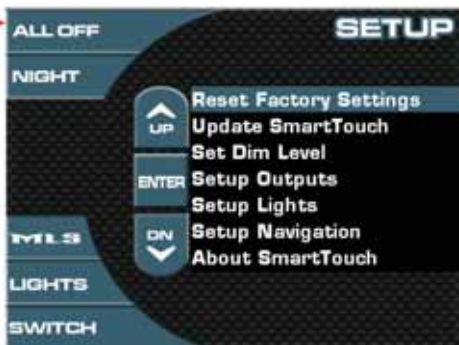 ALL OFF
SETUP
NIGHT
Reset Factory Settings
UP
Update SmartTouch
Set Dim Level
ENTER
Setup Outputs
Setup Lights
MLS
DN
Setup Navigation
About SmartTouch
LIGHTS
SWITCH